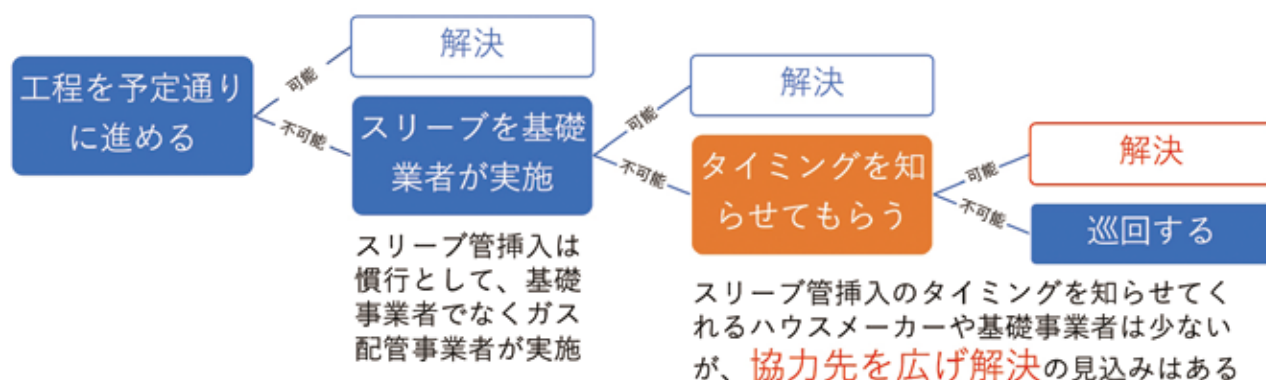 工程を予定通り
に進める
可能
不可能
解決
スリーブを基礎
業者が実施
スリーブ管挿入は
慣行として、基礎
事業者でなくガス
配管事業者が実施
可能
不可能
解決
タイミングを知
らせてもらう
可能
不可能
解決
巡回する
スリーブ管挿入のタイミングを知らせてく
れるハウスメーカーや基礎事業者は少ない
が、協力先を広げ解決の見込みはある